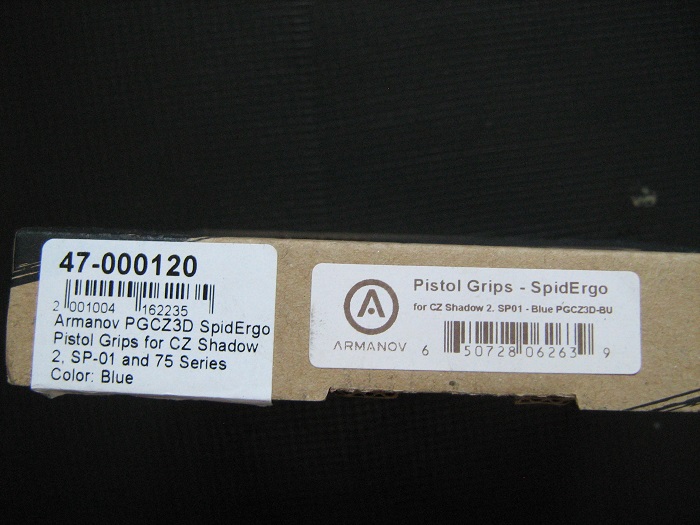 47-000120
2 001004 162235
Armanov PGCZ3D SpidErgo
Pistol Grips for CZ Shadow
2, SP-01 and 75 Series
Color: Blue
ARMANOV
Pistol Grips - SpidErgo
for CZ Shadow 2. SP01 - Blue PGCZ3D-BU
6 50728 06263 9